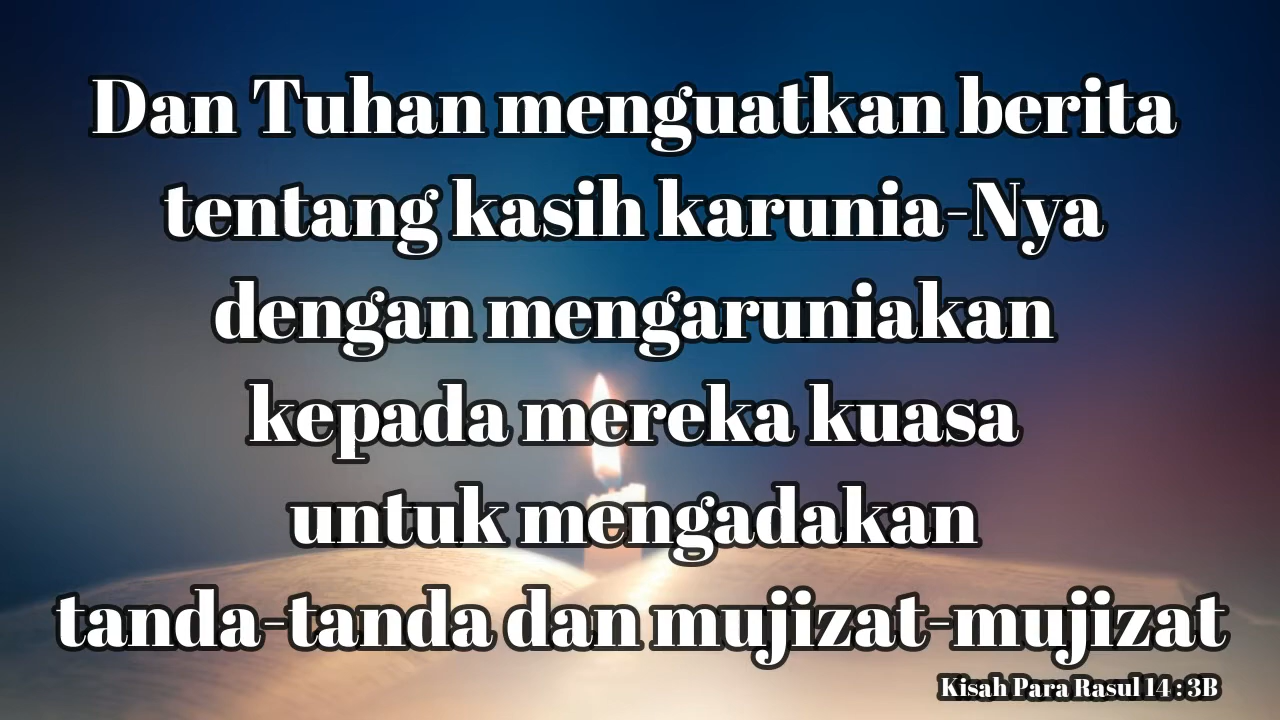 Dan Tuhan menguatkan berita
tentang kasih karunia-Nya
dengan mengaruniakan
kepada mereka kuasa
untuk mengadakan
tanda-tanda dan mujizat-mujizat
Kisah Para Rasul 14 : 3B